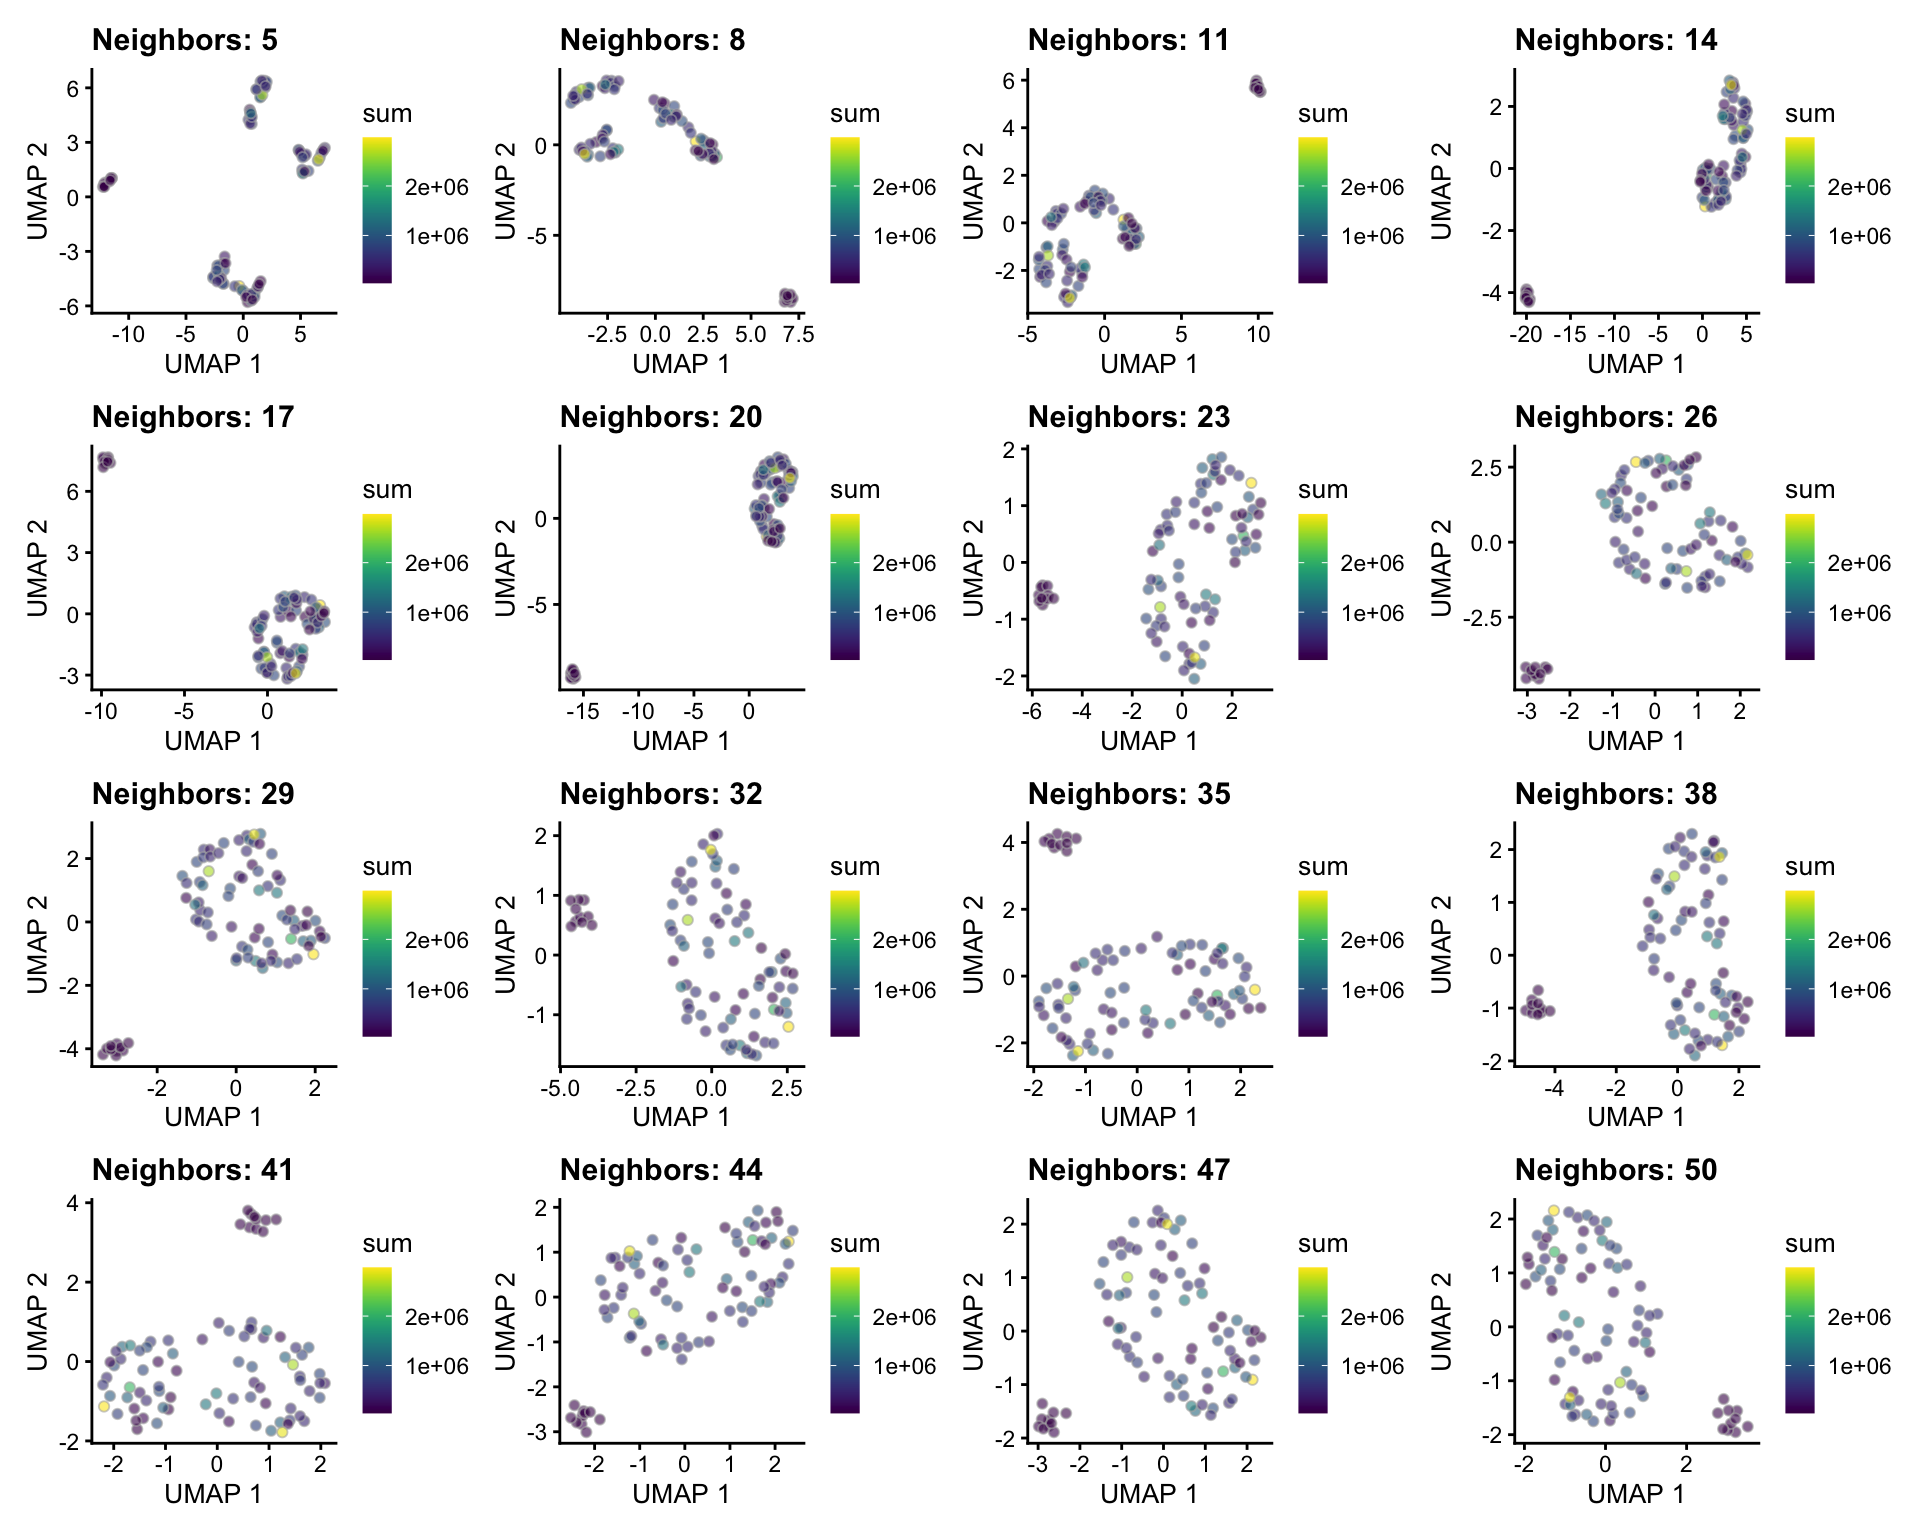 Neighbors: 5
Neighbors: 8
Neighbors: 11
Neighbors: 14
UMAP 2
6
3
0
-3
-6
-10
-5
0
5
UMAP 1
sum
2e+06
1e+06
UMAP 2
0
-5
-2.5
0.0
2.5
5.0
7.5
UMAP 1
sum
2e+06
1e+06
UMAP 2
6
4
2
0
-2
-5
0
5
10
UMAP 1
sum
2e+06
1e+06
UMAP 2
2
0
-2
-4
-20
-15
-10
-5
0
5
UMAP 1
sum
2e+06
1e+06
Neighbors: 17
Neighbors: 20
Neighbors: 23
Neighbors: 26
UMAP 2
6
3
0
-3
-10
-5
0
UMAP 1
sum
2e+06
1e+06
UMAP 2
0
-5
-15
-10
-5
0
UMAP 1
sum
2e+06
1e+06
UMAP 2
2
1
0
-1
-2
-6
-4
-2
0
2
UMAP 1
sum
2e+06
1e+06
UMAP 2
2.5
0.0
-2.5
-3
-2
-1
0
1
2
UMAP 1
sum
2e+06
1e+06
Neighbors: 29
Neighbors: 32
Neighbors: 35
Neighbors: 38
UMAP 2
2
0
-2
-4
-2
0
2
UMAP 1
sum
2e+06
1e+06
UMAP 2
2
1
0
-1
-5.0
-2.5
0.0
2.5
UMAP 1
sum
2e+06
1e+06
UMAP 2
4
2
0
-2
-2
-1
0
1
2
UMAP 1
sum
2e+06
1e+06
UMAP 2
2
1
0
-1
-2
-4
-2
0
2
UMAP 1
sum
2e+06
1e+06
Neighbors: 41
Neighbors: 44
Neighbors: 47
Neighbors: 50
UMAP 2
4
2
0
-2
-2
-1
0
1
2
UMAP 1
sum
2e+06
1e+06
UMAP 2
2
1
0
-1
-2
-3
-2
-1
0
1
2
UMAP 1
sum
2e+06
1e+06
UMAP 2
2
1
0
-1
-2
-3
-2
-1
0
1
2
UMAP 1
sum
2e+06
1e+06
UMAP 2
2
1
0
-1
-2
-2
0
2
UMAP 1
sum
2e+06
1e+06